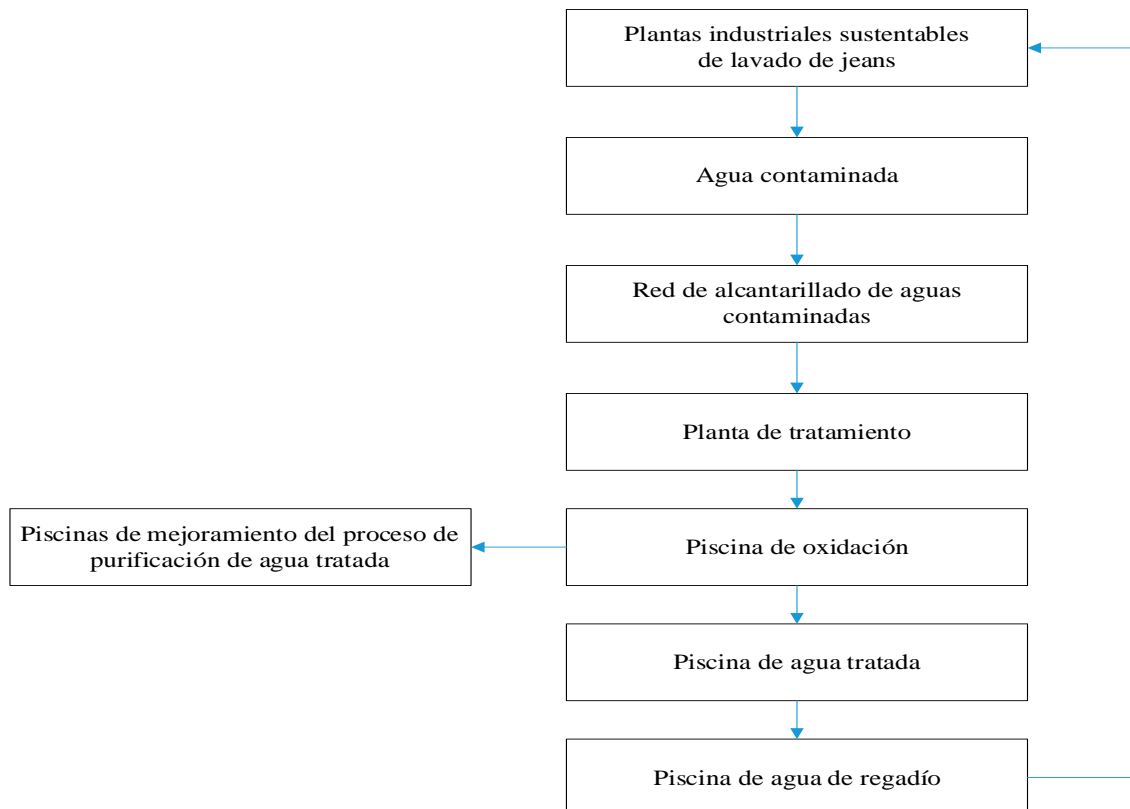 Plantas industriales sustentables
de lavado de jeans
Agua contaminada
Red de alcantarillado de aguas
contaminadas
Planta de tratamiento
Piscinas de mejoramiento del proceso de
purificación de agua tratada
Piscina de oxidación
Piscina de agua tratada
Piscina de agua de regadío